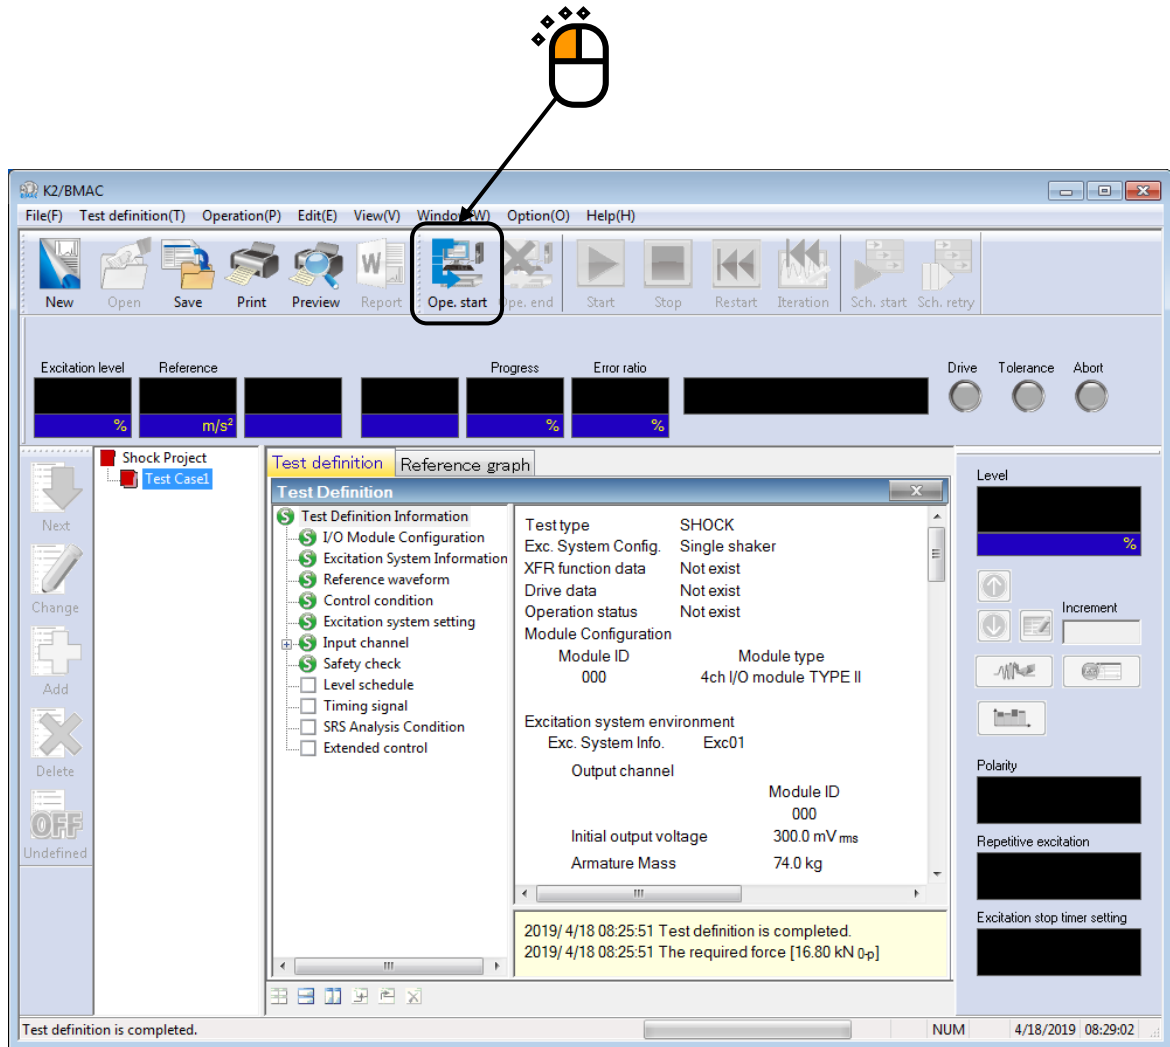 K2/BMAC
File(F) Test definition(T) Operation(P) Edit(E) View(V) Window(W) Option(O) Help(H)
New Open Save Print Preview Report Ope. start Ope. end Start Stop Restart Iteration Sch. start Sch. retry
Excitation level Reference Progress Error ratio Drive Tolerance Abort
% m/s² % %
Shock Project
Test Case1
Next
Change
Add
Delete
OFF
Undefined
Test definition Reference graph
Test Definition
Test Definition Information
I/O Module Configuration
Excitation System Information
Reference waveform
Control condition
Excitation system setting
Input channel
Safety check
Level schedule
Timing signal
SRS Analysis Condition
Extended control
Test type SHOCK
Exc. System Config. Single shaker
XFR function data Not exist
Drive data Not exist
Operation status Not exist
Module Configuration
Module ID Module type
000 4ch I/O module TYPE II
Excitation system environment
Exc. System Info. Exc01
Output channel
Module ID
000
Initial output voltage 300.0 mV rms
Armature Mass 74.0 kg
2019/ 4/18 08:25:51 Test definition is completed.
2019/ 4/18 08:25:51 The required force [16.80 kN 0-p]
Level
%
Increment
Polarity
Repetitive excitation
Excitation stop timer setting
Test definition is completed. NUM 4/18/2019 08:29:02